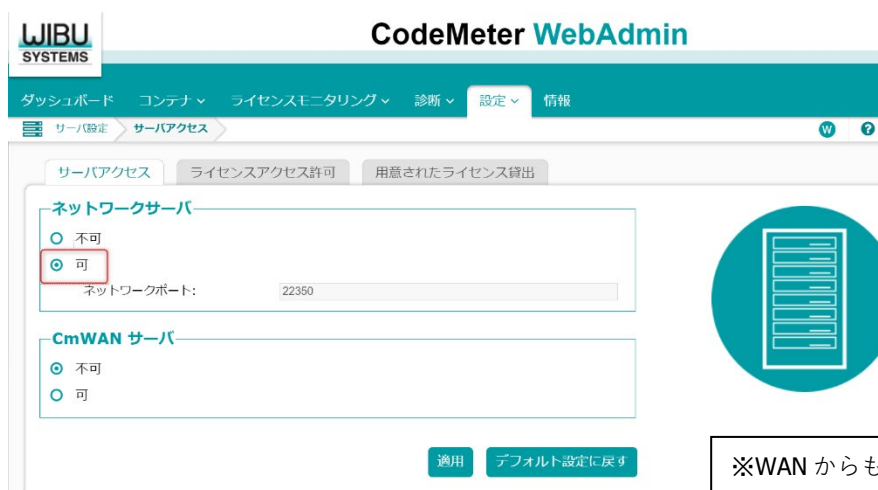 WIBU
SYSTEMS
CodeMeter WebAdmin
ダッシュボード コンテナ ライセンスモニタリング 診断 設定 情報
サーバ設定 サーバアクセス W ?
サーバアクセス ライセンスアクセス許可 用意されたライセンス貸出
ネットワークサーバ
不可
可
ネットワークポート: 22350
CmWAN サーバ
不可
可
適用 デフォルト設定に戻す
※WAN からも